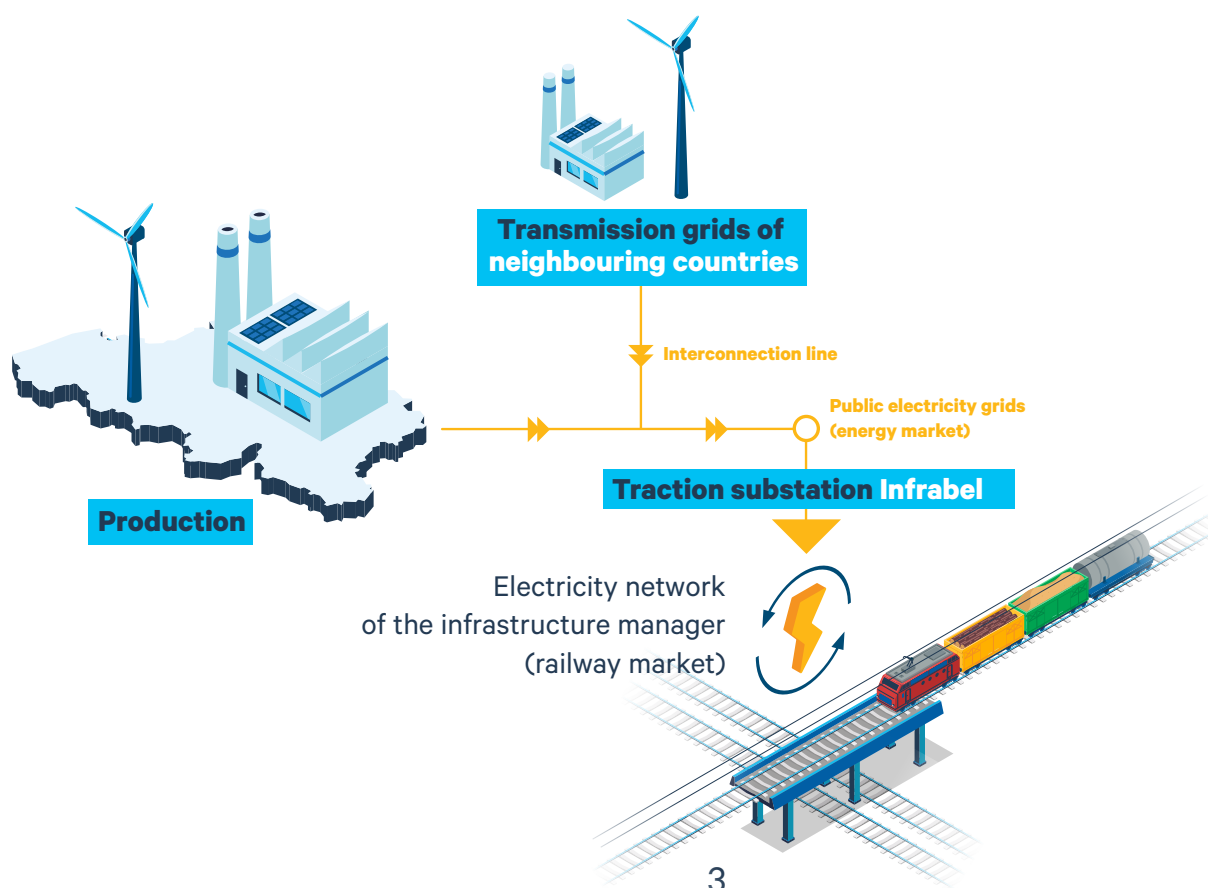 Transmission grids of
neighbouring countries
Interconnection line
Public electricity grids
(energy market)
Traction substation Infrabel
Production
Electricity network
of the infrastructure manager
(railway market)
3